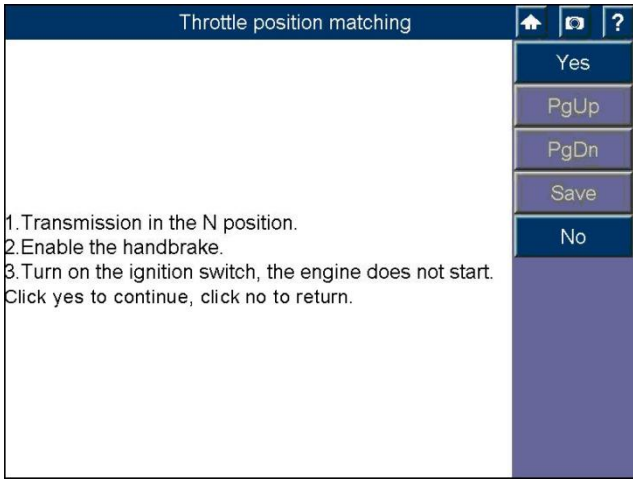 Throttle position matching
?
Yes
PgUp
PgDn
Save
No
1.Transmission in the N position.
2.Enable the handbrake.
3.Turn on the ignition switch, the engine does not start.
Click yes to continue, click no to return.